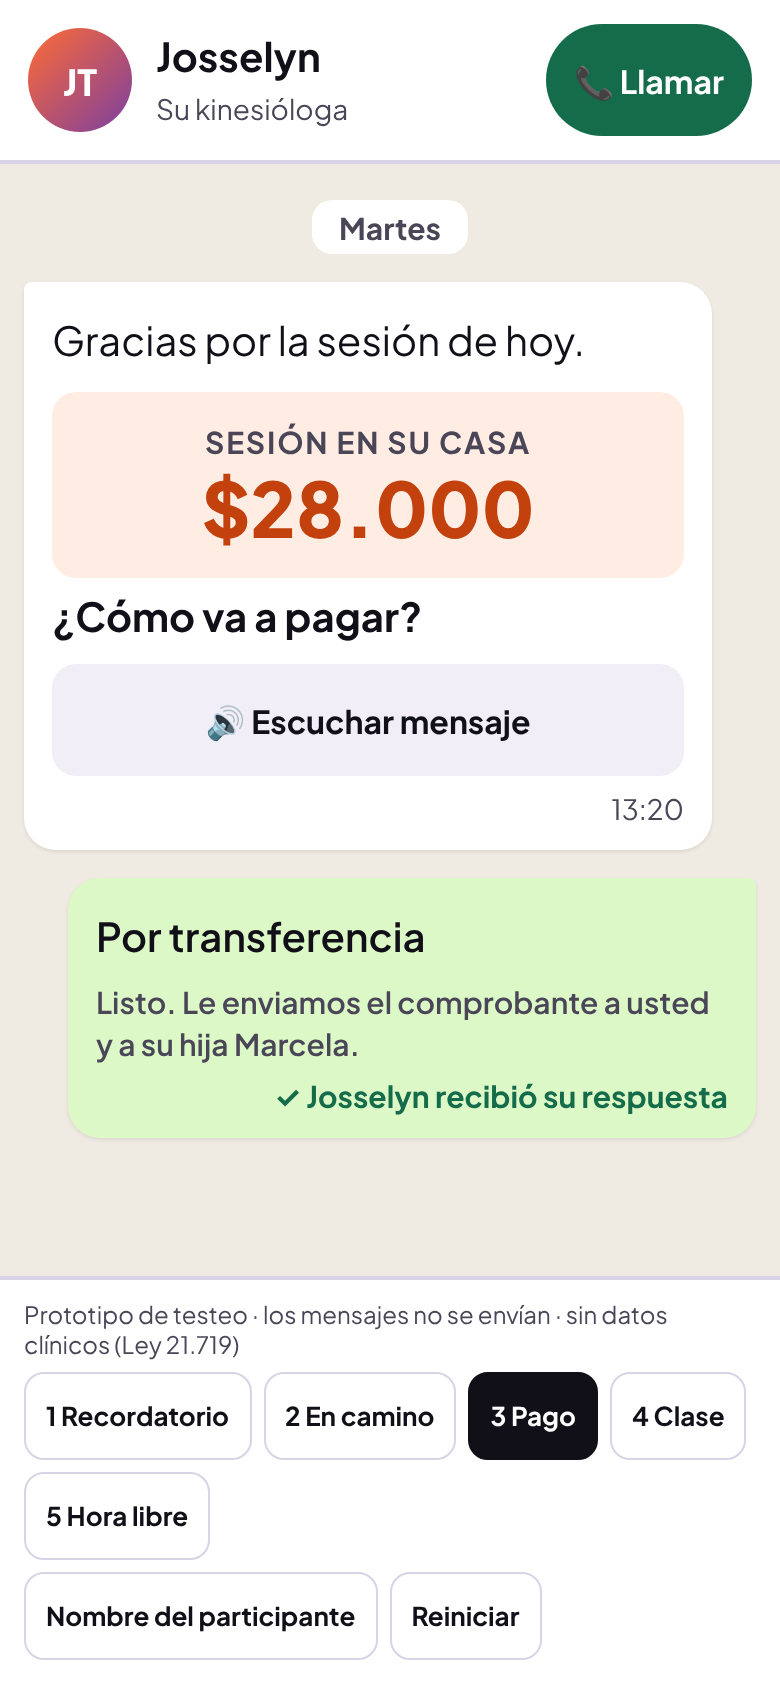 JT
Josselyn
Su kinesióloga
📞 Llamar
Martes
Gracias por la sesión de hoy.
SESIÓN EN SU CASA
$28.000
¿Cómo va a pagar?
🔊 Escuchar mensaje
13:20
Por transferencia
Listo. Le enviamos el comprobante a usted
y a su hija Marcela.
✓ Josselyn recibió su respuesta
Prototipo de testeo · los mensajes no se envían · sin datos
clínicos (Ley 21.719)
1 Recordatorio
2 En camino
3 Pago
4 Clase
5 Hora libre
Nombre del participante
Reiniciar